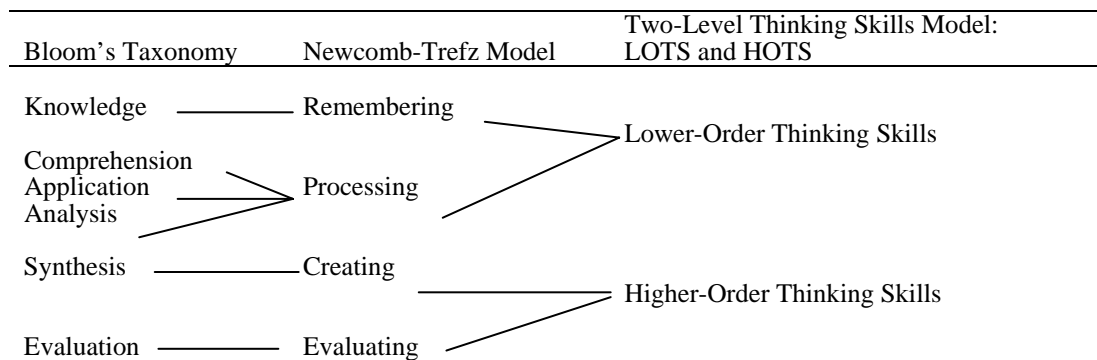 Bloom’s Taxonomy Newcomb-Trefz Model Two-Level Thinking Skills Model:
LOTS and HOTS
Knowledge Remembering
Lower-Order Thinking Skills
Comprehension
Application Processing
Analysis
Synthesis Creating
Higher-Order Thinking Skills
Evaluation Evaluating